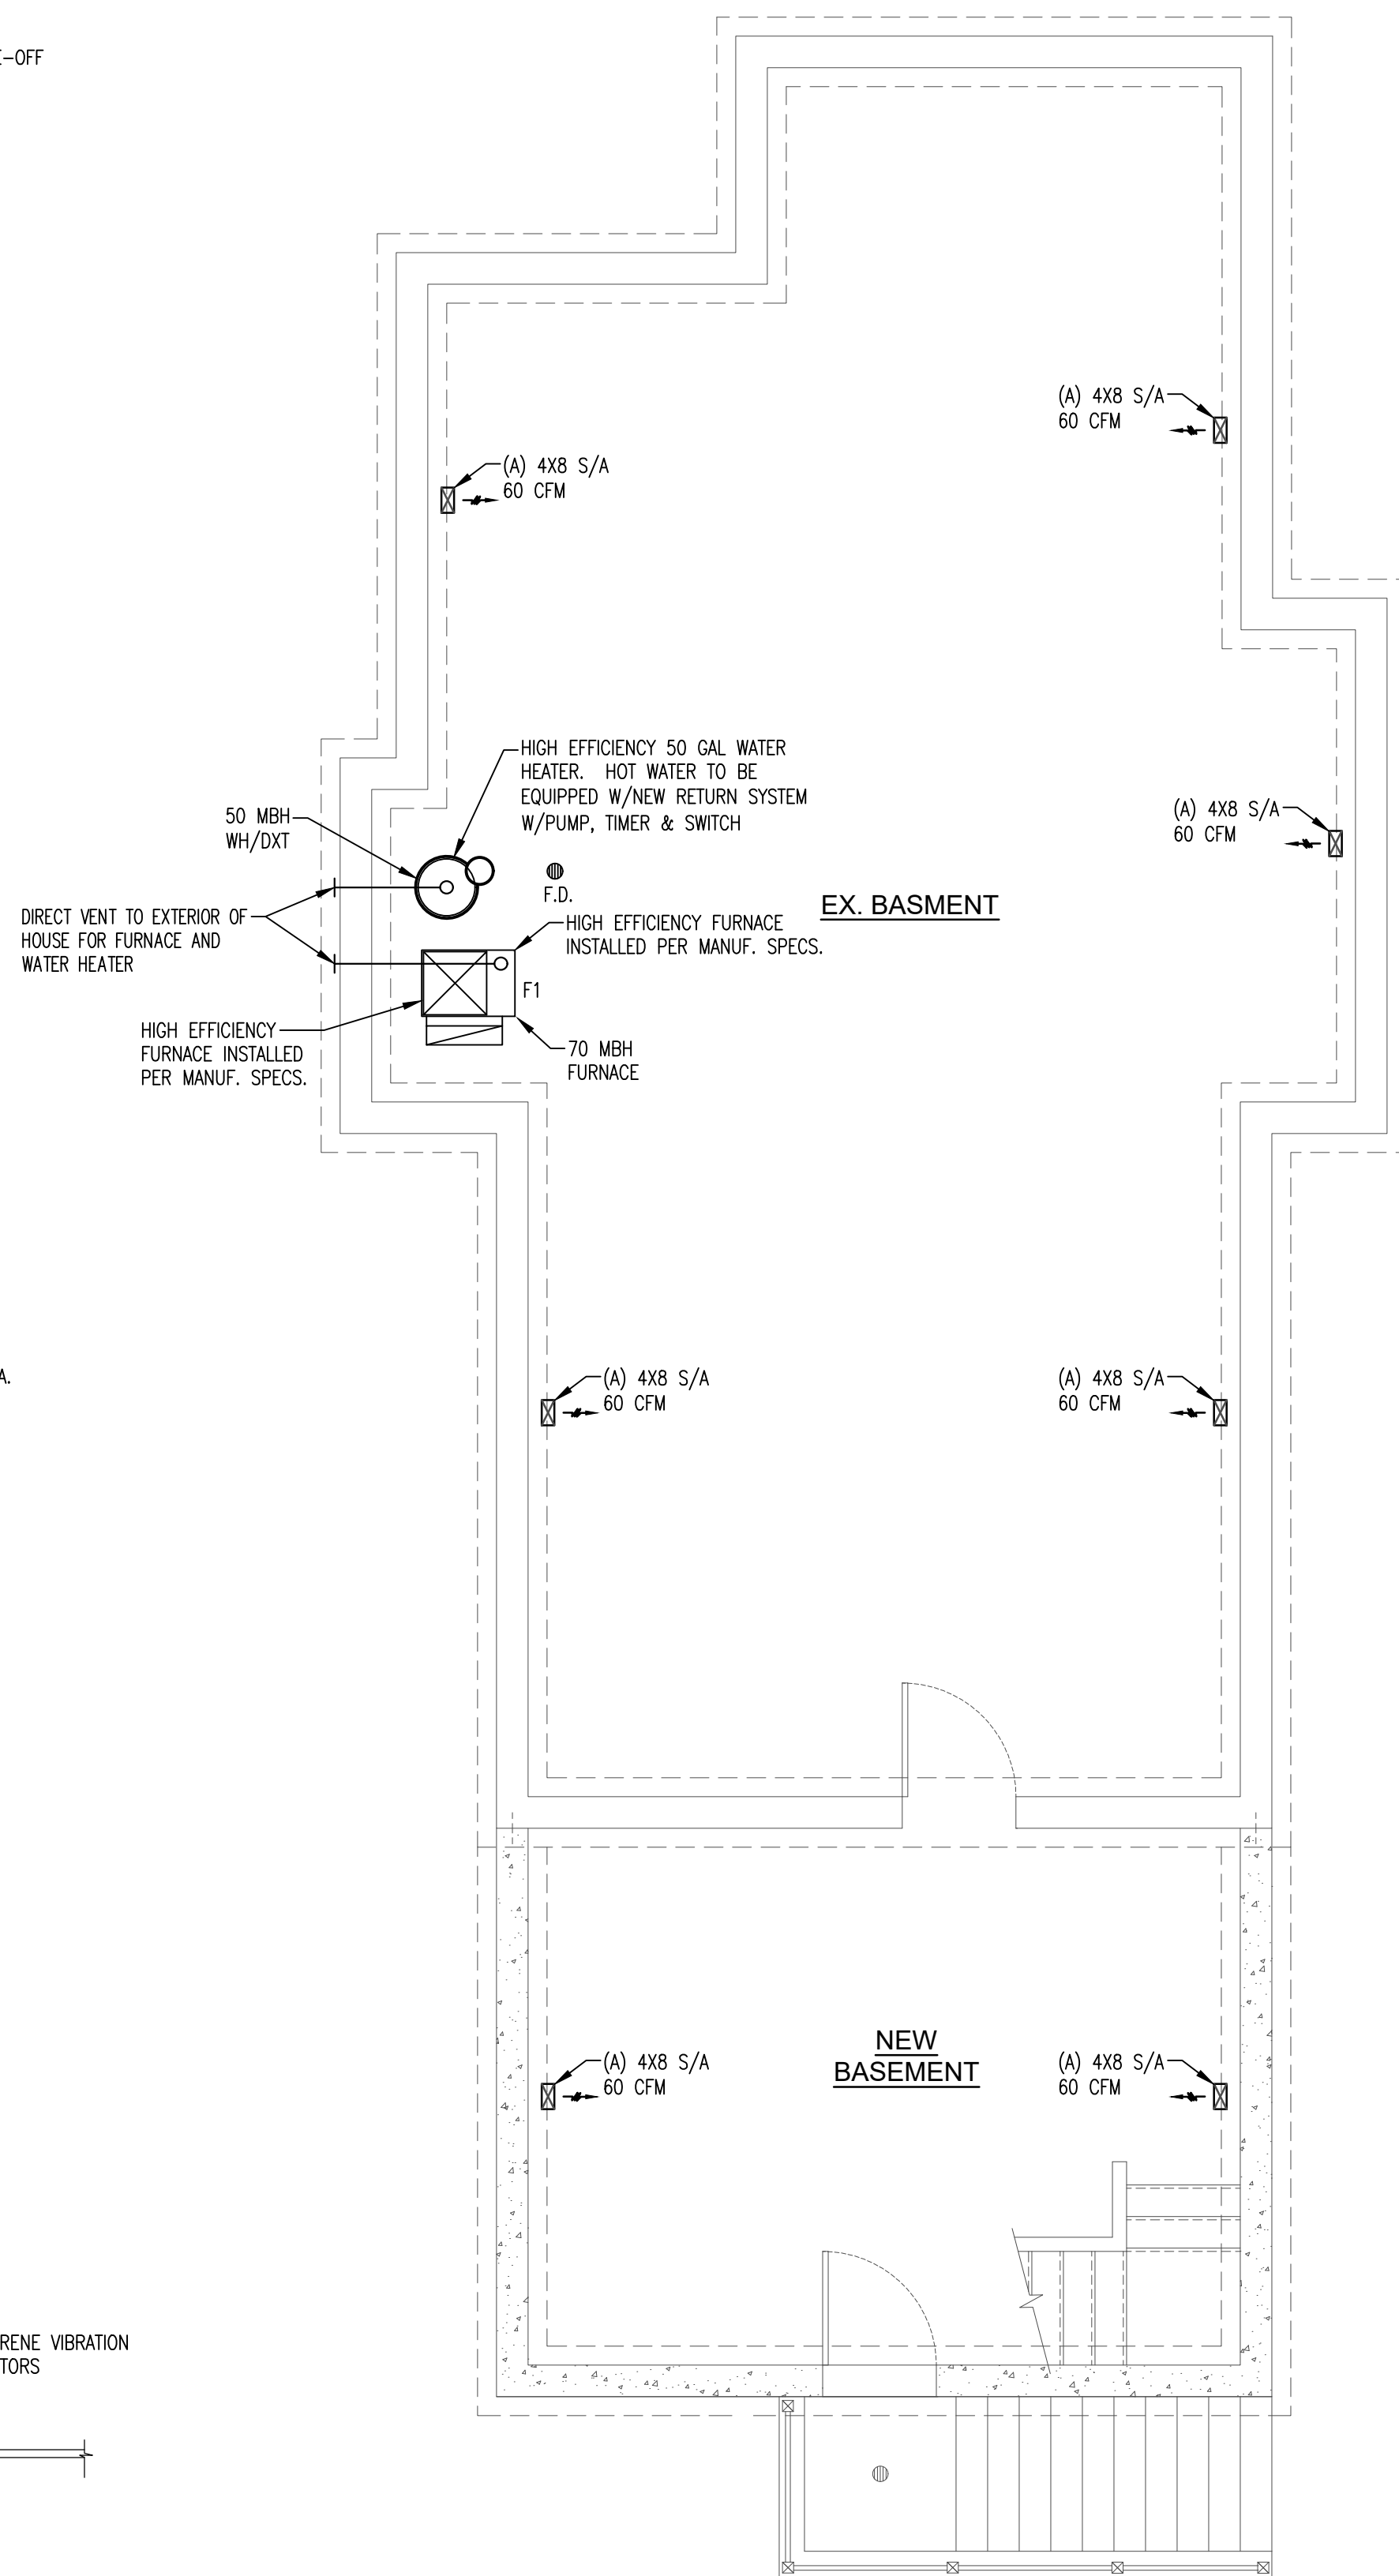 -OFF
(A) 4X8 S/A
60 CFM
(A) 4X8 S/A
60 CFM
HIGH EFFICIENCY 50 GAL WATER
HEATER. HOT WATER TO BE
EQUIPPED W/NEW RETURN SYSTEM
W/PUMP, TIMER & SWITCH
50 MBH
WH/DXT
(A) 4X8 S/A
60 CFM
F.D.
EX. BASMENT
DIRECT VENT TO EXTERIOR OF
HOUSE FOR FURNACE AND
WATER HEATER
HIGH EFFICIENCY FURNACE
INSTALLED PER MANUF. SPECS.
F1
HIGH EFFICIENCY
FURNACE INSTALLED
PER MANUF. SPECS.
70 MBH
FURNACE
A.
(A) 4X8 S/A
60 CFM
(A) 4X8 S/A
60 CFM
NEW
BASEMENT
(A) 4X8 S/A
60 CFM
(A) 4X8 S/A
60 CFM
RENE VIBRATION
TORS